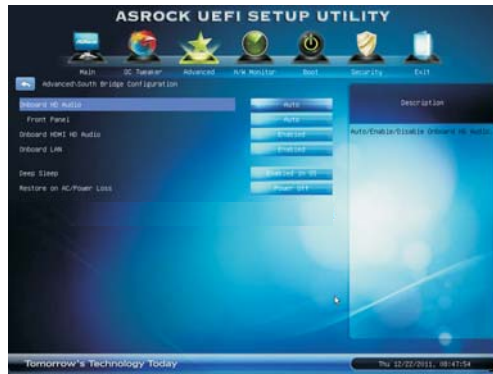 ASROCK UEFI SETUP UTILITY
Main OC Tweaker Advanced H/W Monitor Boot Security Exit
Advanced\South Bridge Configuration
Description
Onboard HD Audio Auto
Front Panel Auto
Auto/Enable/Disable Onboard HD Audio
Onboard HDMI HD Audio Enabled
Onboard LAN Enabled
Deep Sleep Enabled in S5
Restore on AC/Power Loss Power Off
Tomorrow's Technology Today
Thu 12/22/2011, 08:47:54